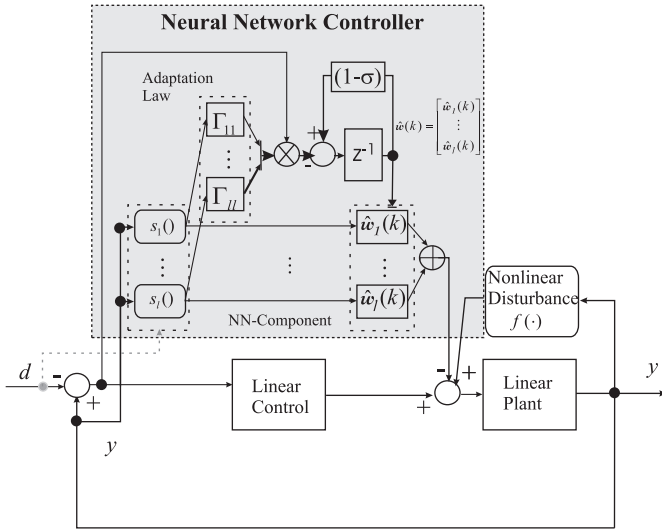 Neural Network Controller
Adaptation
Law
Γ11
⋮
Γll
(1-σ)
+
-
z-1
ŵ(k) = [ŵ1(k)
⋮
ŵl(k)]
s1()
⋮
sl()
⋮
ŵ1(k)
⋮
ŵl(k)
NN-Component
Nonlinear
Disturbance
f(·)
d
-
+
y
Linear
Control
-
+
+
Linear
Plant
y